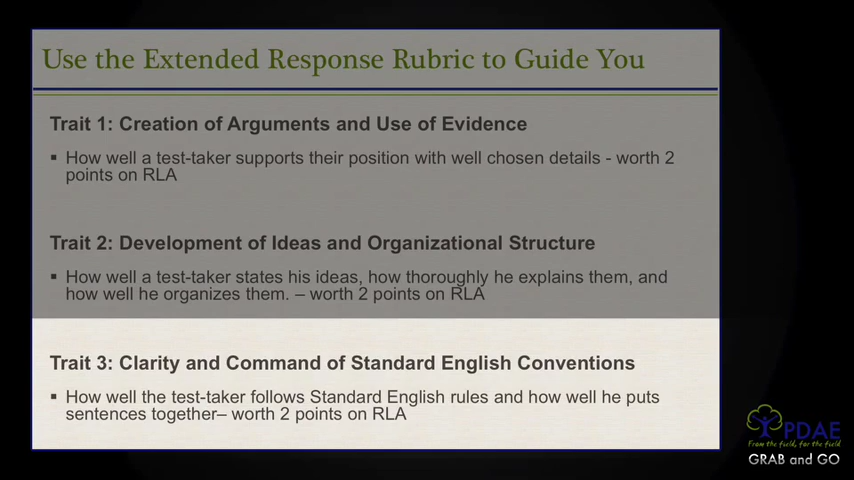 Use the Extended Response Rubric to Guide You
Trait 1: Creation of Arguments and Use of Evidence
▪ How well a test-taker supports their position with well chosen details - worth 2
points on RLA
Trait 2: Development of Ideas and Organizational Structure
▪ How well a test-taker states his ideas, how thoroughly he explains them, and
how well he organizes them. – worth 2 points on RLA
Trait 3: Clarity and Command of Standard English Conventions
▪ How well the test-taker follows Standard English rules and how well he puts
sentences together– worth 2 points on RLA
PDAE
From the field, for the field
GRAB and GO